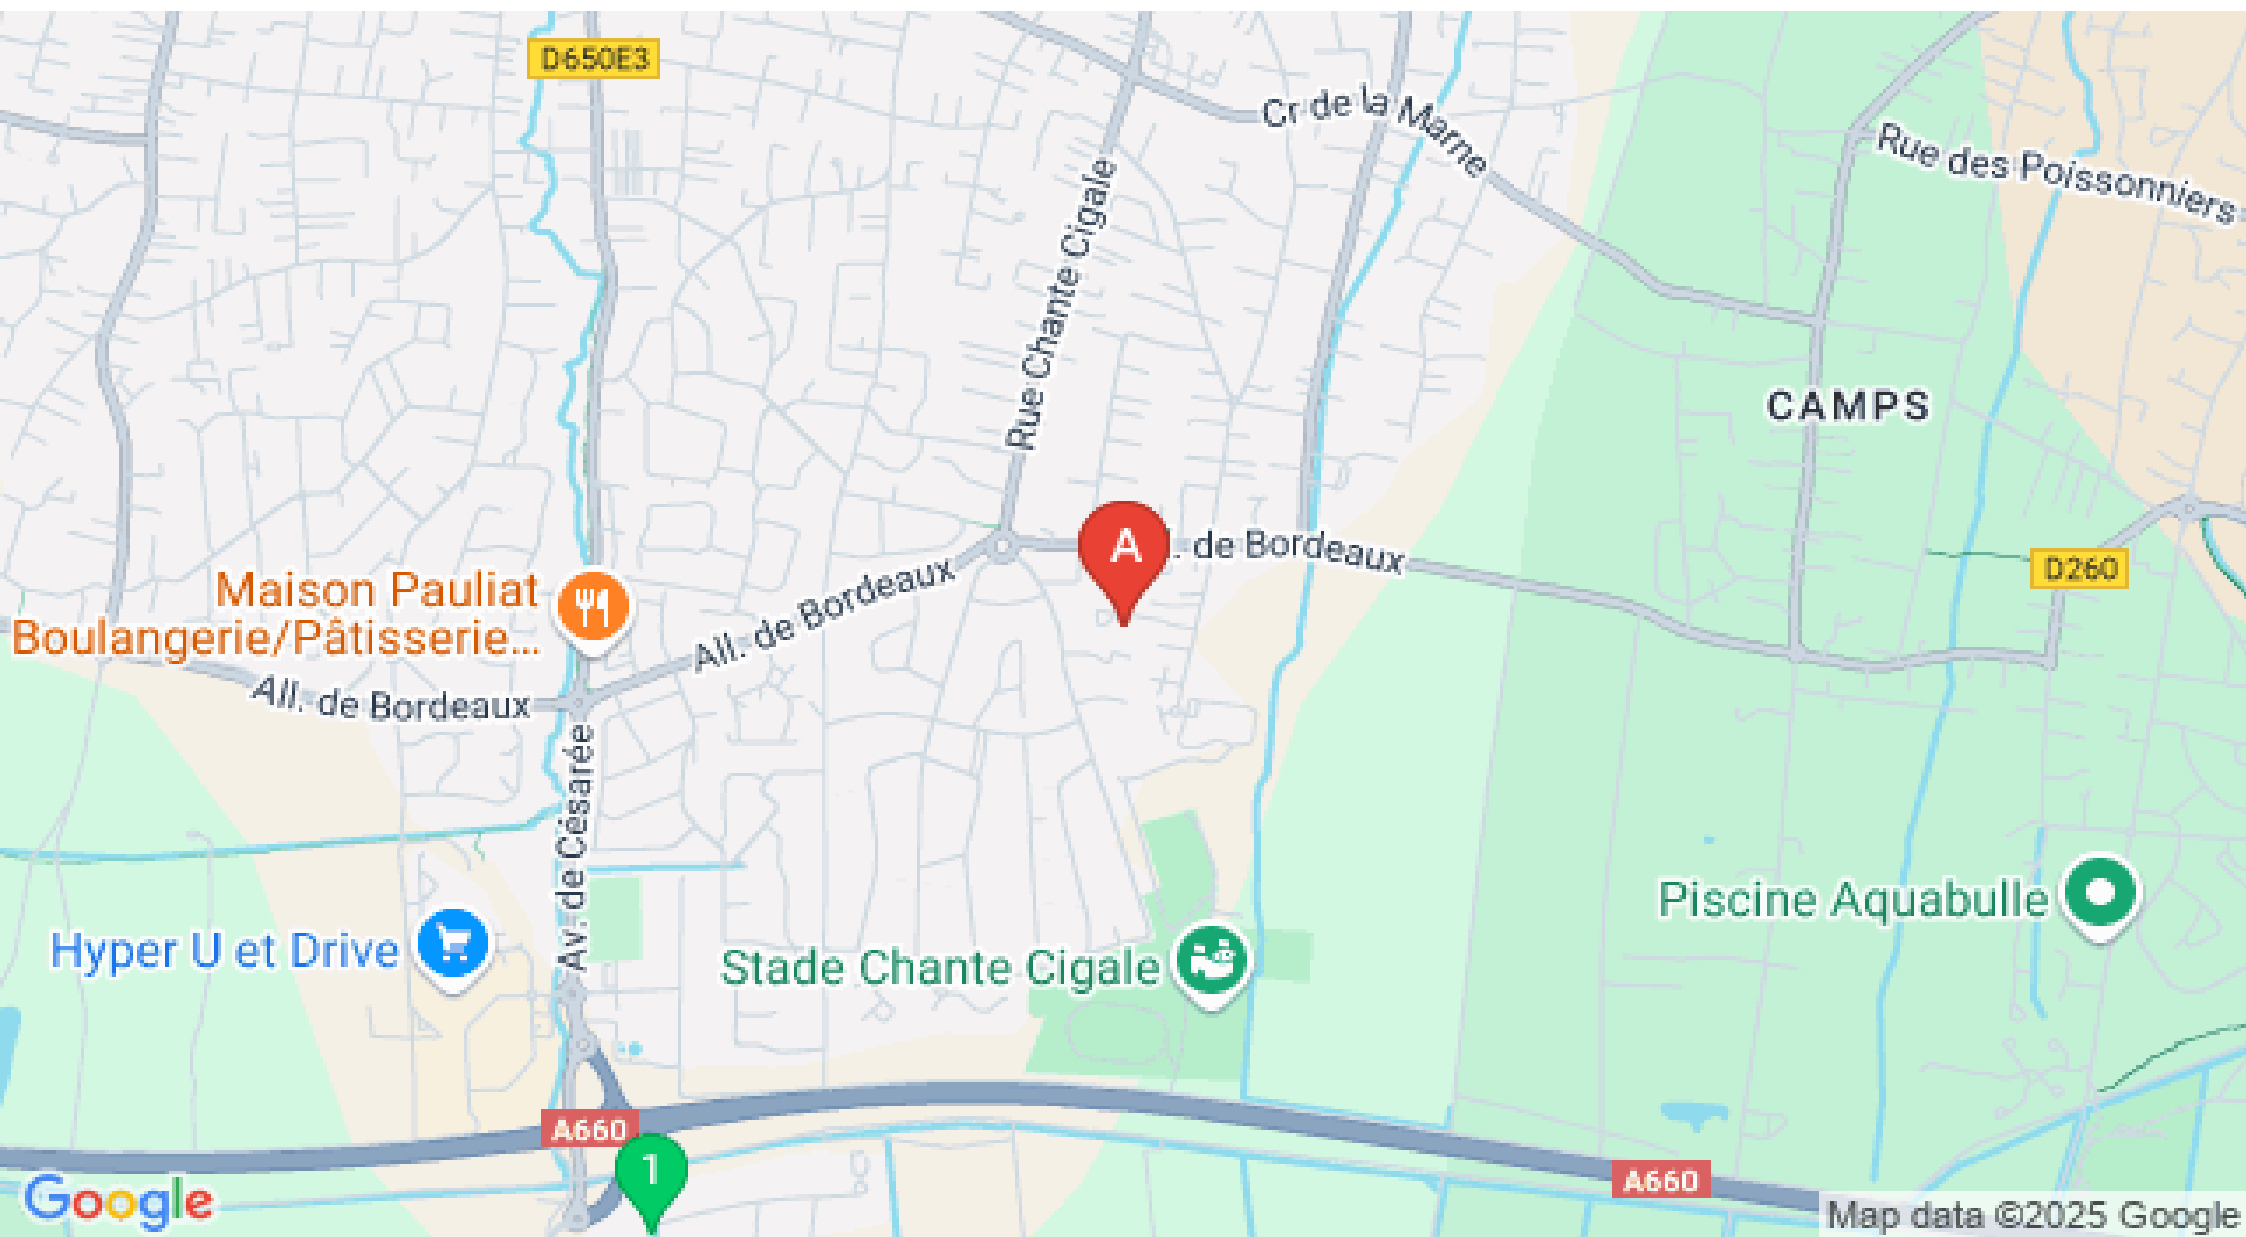 D650E3
Cr de la Marne
Rue des Poissonniers
Rue Chante Cigale
CAMPS
A
. de Bordeaux
D260
Maison Pauliat
Boulangerie/Pâtisserie...
All. de Bordeaux
All. de Bordeaux
Av. de Césarée
Hyper U et Drive
Stade Chante Cigale
Piscine Aquabulle
A660
1
A660
Google
Map data ©2025 Google